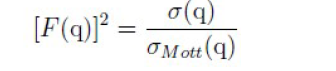 [F(q)]² = σ(q) / σ_Mott(q)